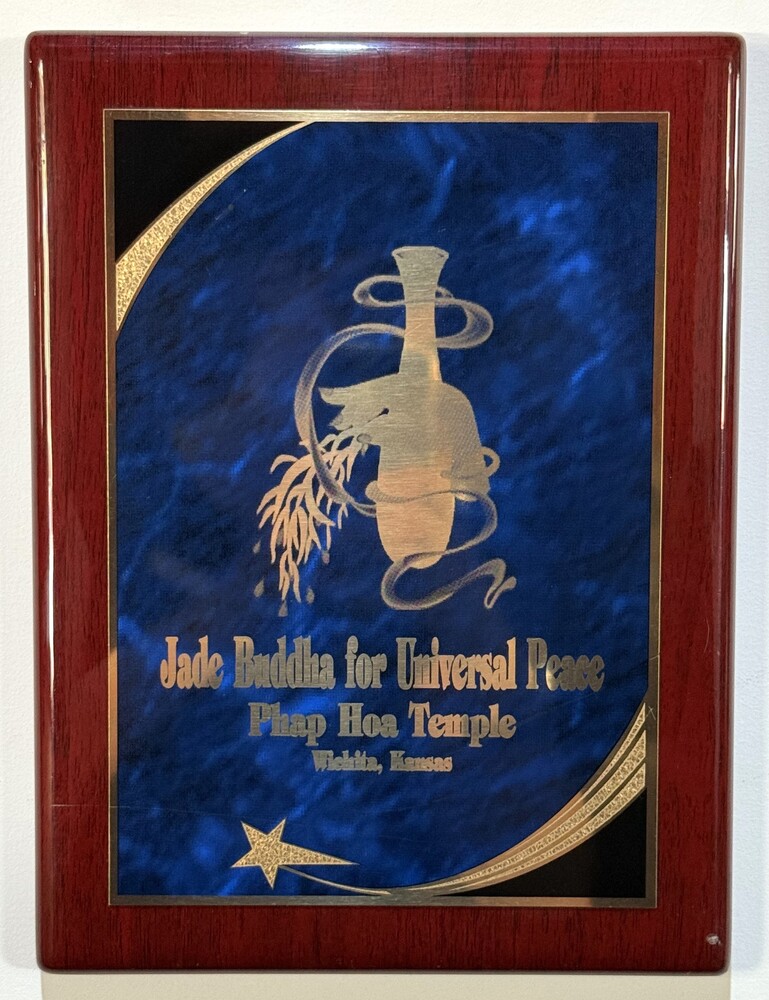 Jade Buddha for Universal Peace
Phap Hoa Temple
Wichita, Kansas